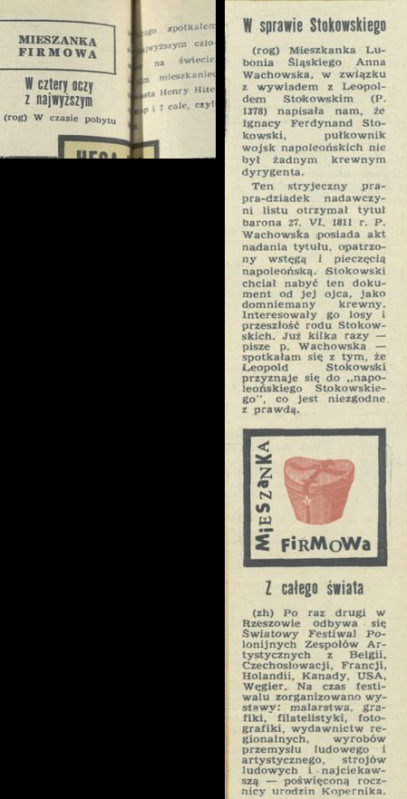 MIESZANKA
FIRMOWA
W cztery oczy
z najwyższym
(rog) W czasie pobytu
spotkałem
najwyższym czło-
na świecie
mieszkaniec
Henry Hite
i 2 cale, czyli
W sprawie Stokowskiego
(rog) Mieszkanka Lu-
bonia Śląskiego Anna
Wachowska, w związku
z wywiadem z Leopol-
dem Stokowskim (P.
1378) napisała nam, że
Ignacy Ferdynand Sto-
kowski, pułkownik
wojsk napoleońskich nie
był żadnym krewnym
dyrygenta.
Ten stryjeczny pra-
pra-dziadek nadawczy-
ni listu otrzymał tytuł
barona 27. VI. 1811 r. P.
Wachowska posiada akt
nadania tytułu, opatrzo-
ny wstęgą i pieczęcią
napoleońską. Stokowski
chciał nabyć ten doku-
ment od jej ojca, jako
domniemany krewny.
Interesowały go losy i
przeszłość rodu Stokow-
skich. Już kilka razy —
pisze p. Wachowska —
spotkałam się z tym, że
Leopold Stokowski
przyznaje się do „napo-
leońskiego Stokowskie-
go”, co jest niezgodne
z prawdą.
MIESZANKA
FIRMOWA
Z całego świata
(zh) Po raz drugi w
Rzeszowie odbywa się
Światowy Festiwal Po-
lonijnych Zespołów Ar-
tystycznych z Belgii,
Czechosłowacji, Francji,
Holandii, Kanady, USA,
Węgier. Na czas festi-
walu zorganizowano wy-
stawy: malarstwa, gra-
fiki, filatelistyki, foto-
grafiki, wydawnictw re-
gionalnych, wyrobów
przemysłu ludowego i
artystycznego, strojów
ludowych i najciekaw-
szą — poświęconą rocz-
nicy urodzin Kopernika.